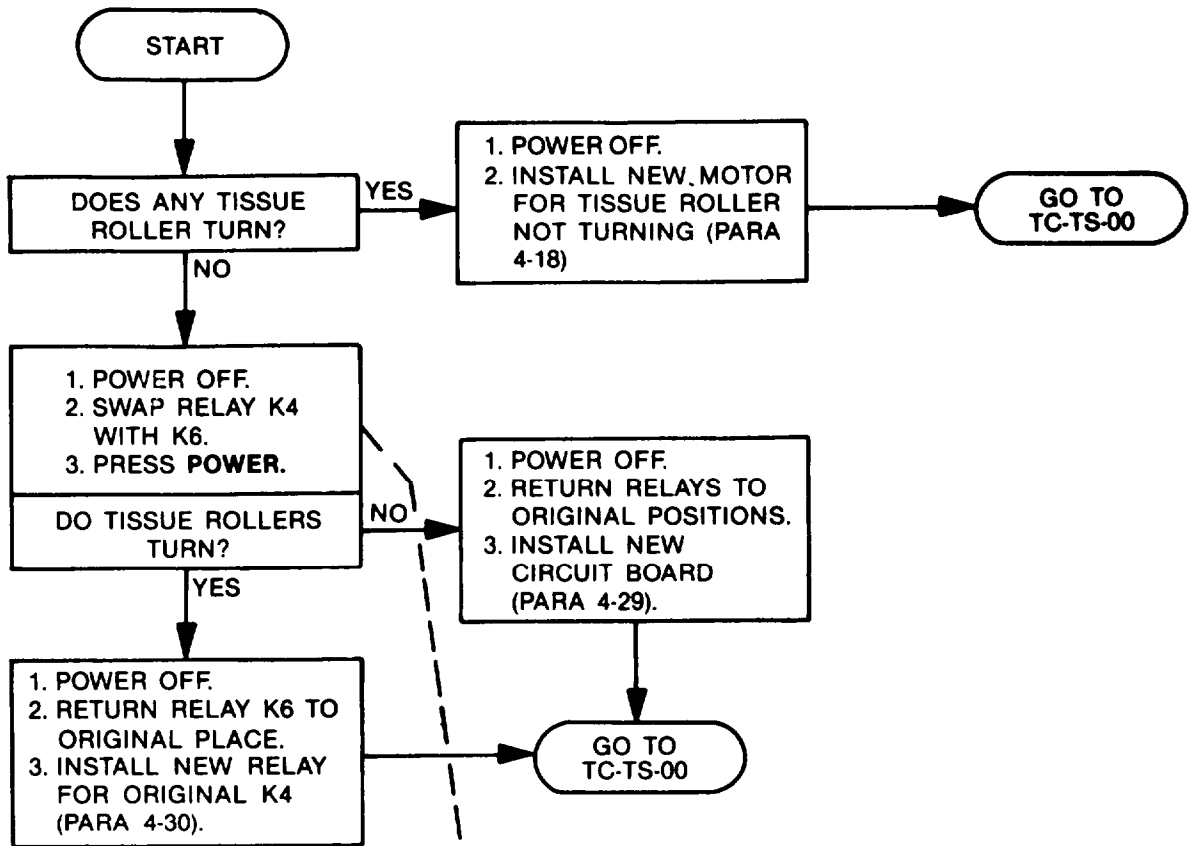 START
DOES ANY TISSUE
ROLLER TURN?
YES
1. POWER OFF.
2. INSTALL NEW MOTOR
FOR TISSUE ROLLER
NOT TURNING (PARA
4-18)
GO TO
TC-TS-00
NO
1. POWER OFF.
2. SWAP RELAY K4
WITH K6.
3. PRESS POWER.
DO TISSUE ROLLERS
TURN?
NO
1. POWER OFF.
2. RETURN RELAYS TO
ORIGINAL POSITIONS.
3. INSTALL NEW
CIRCUIT BOARD
(PARA 4-29).
YES
1. POWER OFF.
2. RETURN RELAY K6 TO
ORIGINAL PLACE.
3. INSTALL NEW RELAY
FOR ORIGINAL K4
(PARA 4-30).
GO TO
TC-TS-00